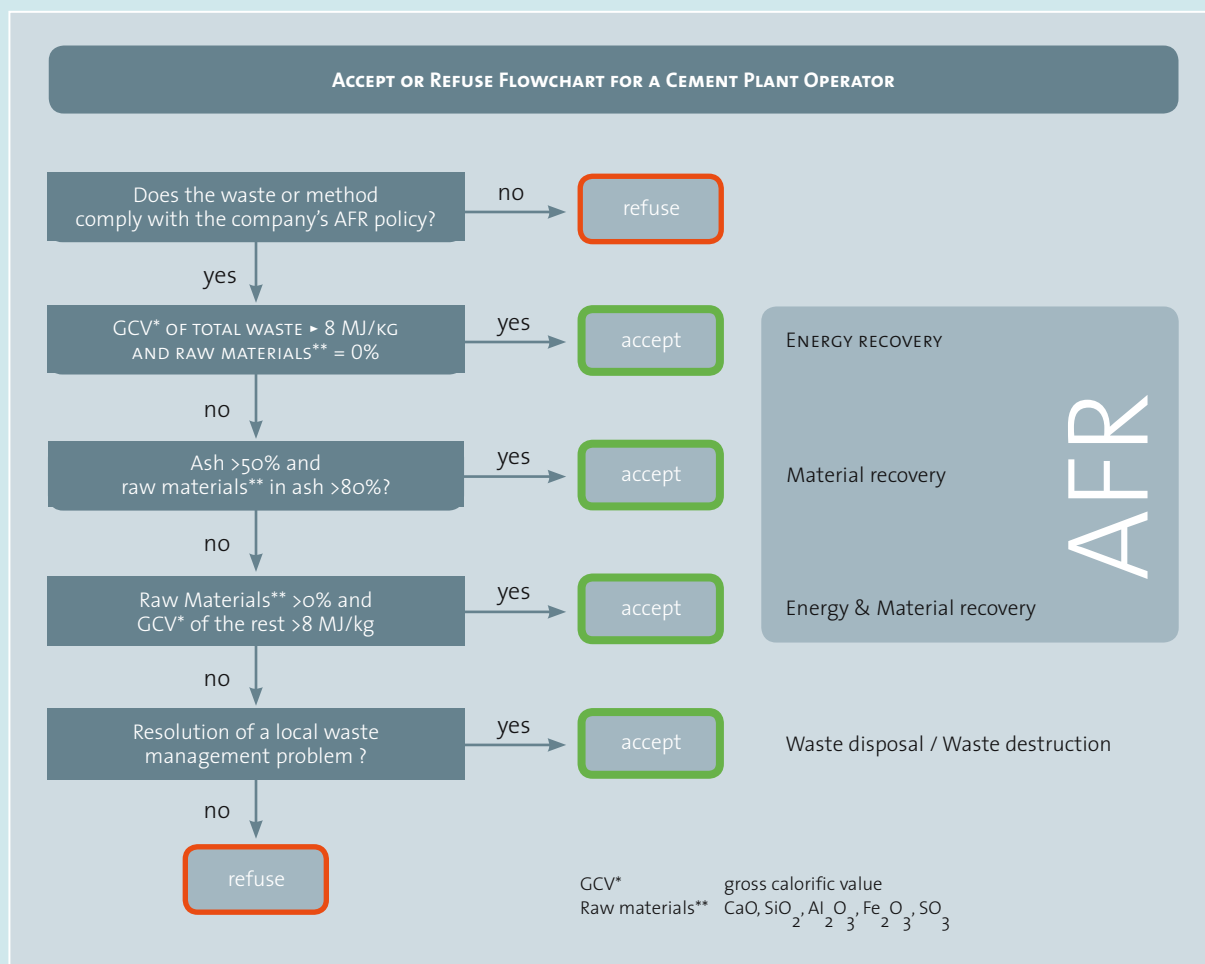 ACCEPT OR REFUSE FLOWCHART FOR A CEMENT PLANT OPERATOR
Does the waste or method
comply with the company's AFR policy?
no
refuse
yes
GCV* OF TOTAL WASTE ► 8 MJ/KG
AND RAW MATERIALS** = 0%
yes
accept
ENERGY RECOVERY
no
Ash >50% and
raw materials** in ash >80%?
yes
accept
Material recovery
AFR
no
Raw Materials** >0% and
GCV* of the rest >8 MJ/kg
yes
accept
Energy & Material recovery
no
Resolution of a local waste
management problem ?
yes
accept
Waste disposal / Waste destruction
no
refuse
GCV* gross calorific value
Raw materials** CaO, SiO₂, Al₂O₃, Fe₂O₃, SO₃